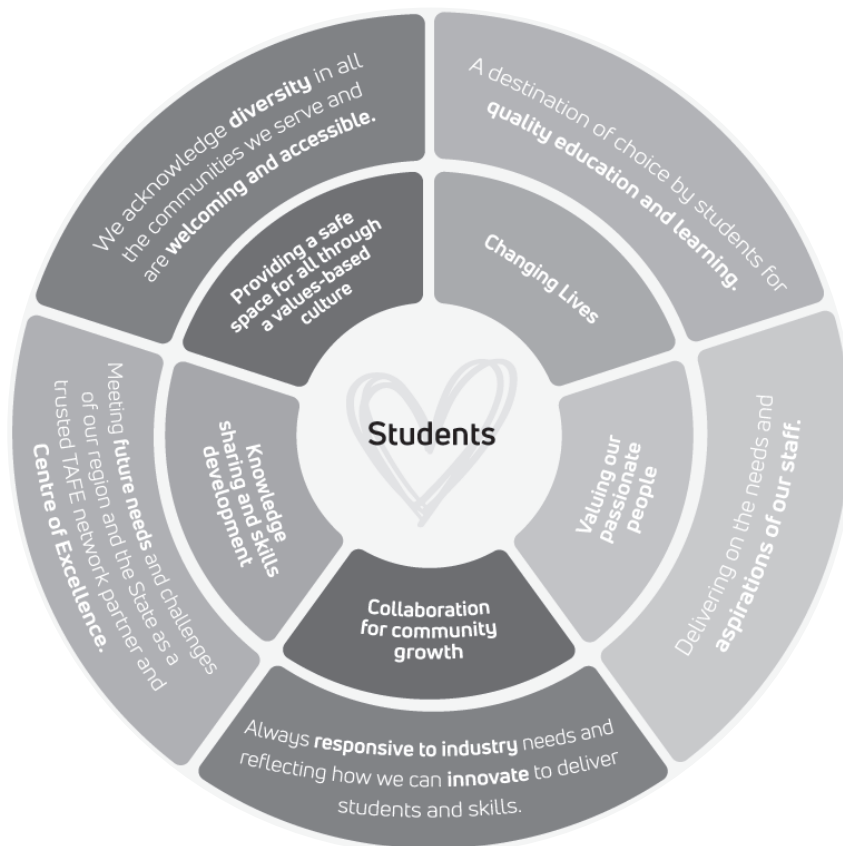 We acknowledge diversity in all
the communities we serve and
are welcoming and accessible.
A destination of choice by students for
quality education and learning.
Providing a safe
space for all through
a values-based
culture
Changing Lives
Students
Knowledge
sharing and skills
development
Valuing our
passionate
people
Meeting future needs and challenges
of our region and the State as a
trusted TAFE network partner and
Centre of Excellence.
Delivering on the needs and
aspirations of our staff.
Collaboration
for community
growth
Always responsive to industry needs and
reflecting how we can innovate to deliver
students and skills.